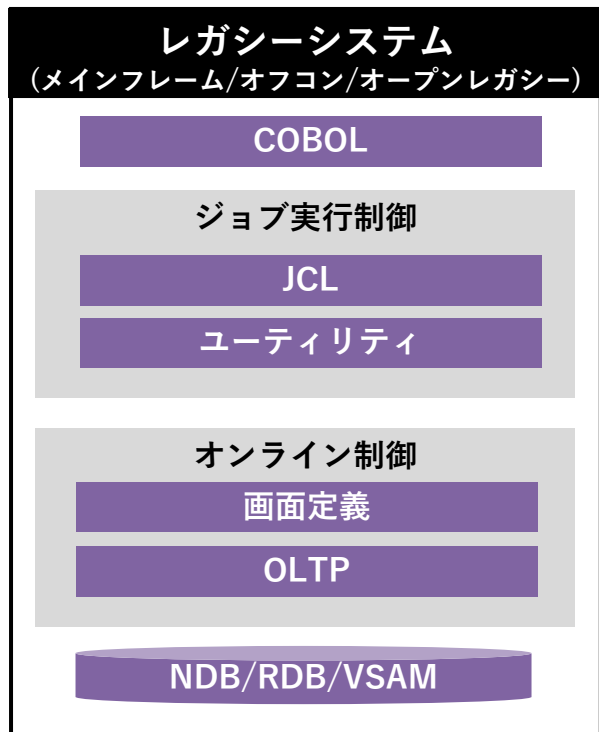 レガシーシステム
(メインフレーム/オフコン/オープンレガシー)
COBOL
ジョブ実行制御
JCL
ユーティリティ
オンライン制御
画面定義
OLTP
NDB/RDB/VSAM